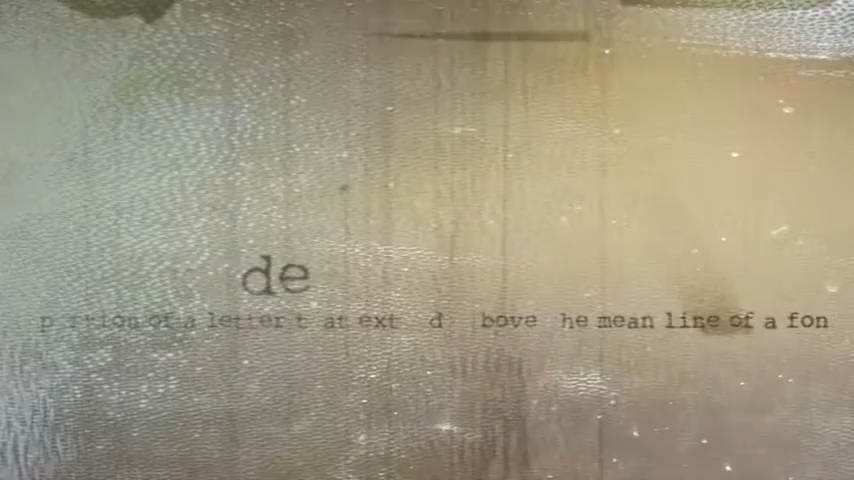 de
p rtion of a letter t at ext d bove he mean line of a fon